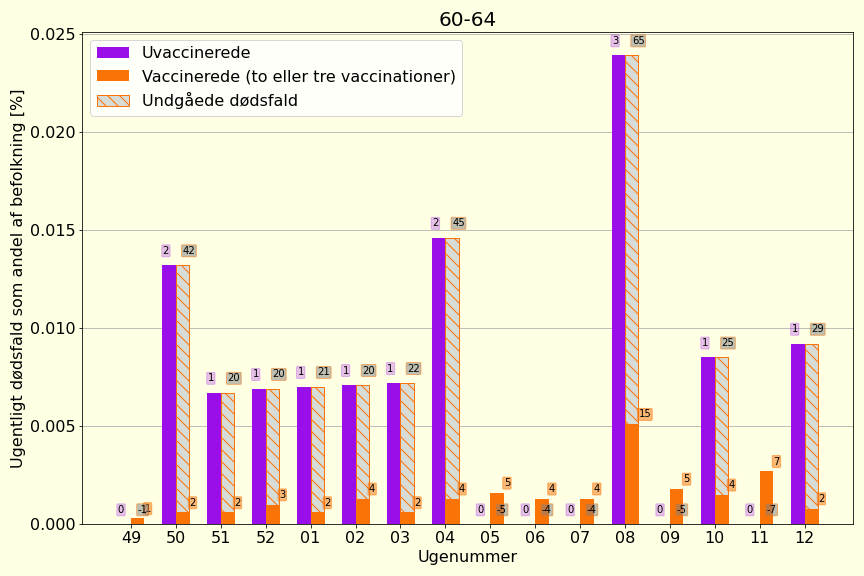 60-64
Ugentligt dødsfald som andel af befolkning [%]
Uvaccinerede
Vaccinerede (to eller tre vaccinationer)
Undgåede dødsfald
0.025
0.020
0.015
0.010
0.005
0.000
0 -1 1
2 42 2
1 20 2
1 20 3
1 21 2
1 20 4
1 22 2
2 45 4
0 -5 5
0 -4 4
0 -4 4
3 65 15
0 -5 5
1 25 4
0 -7 7
1 29 2
49 50 51 52 01 02 03 04 05 06 07 08 09 10 11 12
Ugenummer